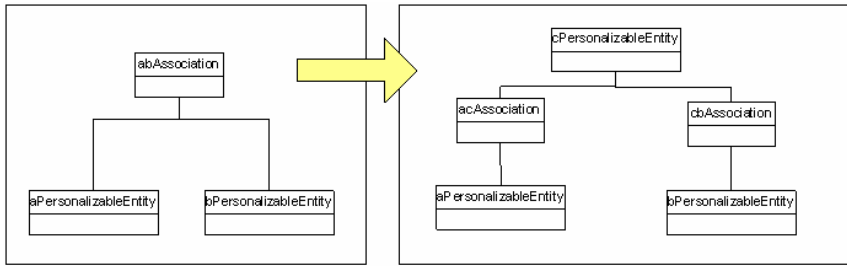 abAssociation
aPersonalizableEntity
bPersonalizableEntity
cPersonalizableEntity
acAssociation
cbAssociation
aPersonalizableEntity
bPersonalizableEntity